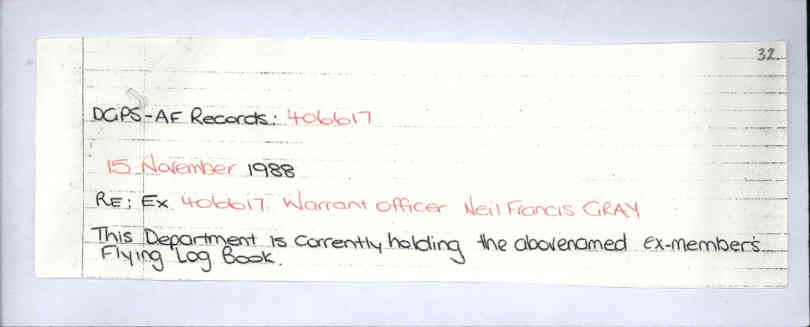 32.
DGPS-AF Records: 406617
15 November 1988
RE: Ex 406617 Warrant officer Neil Francis GRAY
This Department is currently holding the abovenamed ex-member's
Flying Log Book.